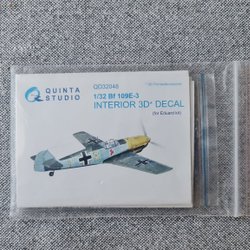 QUINTA
STUDIO
QD32048
1/32 Bf 109E-3
INTERIOR 3D* DECAL
(for Eduard kit)